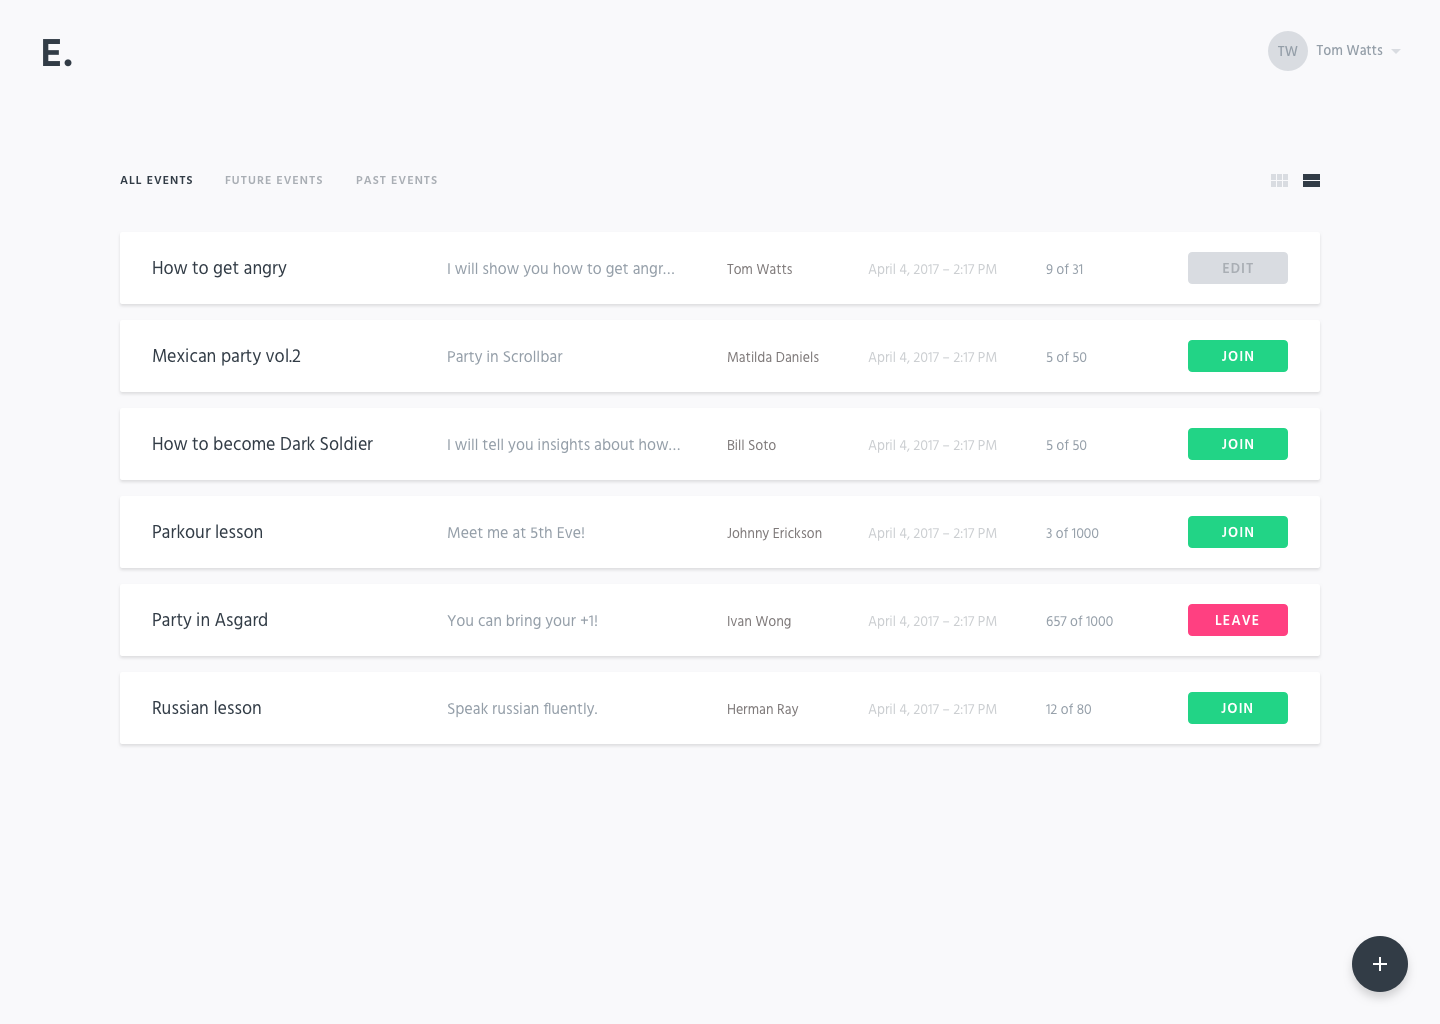 E.
TW Tom Watts
ALL EVENTS FUTURE EVENTS PAST EVENTS
How to get angry I will show you how to get angr... Tom Watts April 4, 2017 – 2:17 PM 9 of 31 EDIT
Mexican party vol.2 Party in Scrollbar Matilda Daniels April 4, 2017 – 2:17 PM 5 of 50 JOIN
How to become Dark Soldier I will tell you insights about how... Bill Soto April 4, 2017 – 2:17 PM 5 of 50 JOIN
Parkour lesson Meet me at 5th Eve! Johnny Erickson April 4, 2017 – 2:17 PM 3 of 1000 JOIN
Party in Asgard You can bring your +1! Ivan Wong April 4, 2017 – 2:17 PM 657 of 1000 LEAVE
Russian lesson Speak russian fluently. Herman Ray April 4, 2017 – 2:17 PM 12 of 80 JOIN
+